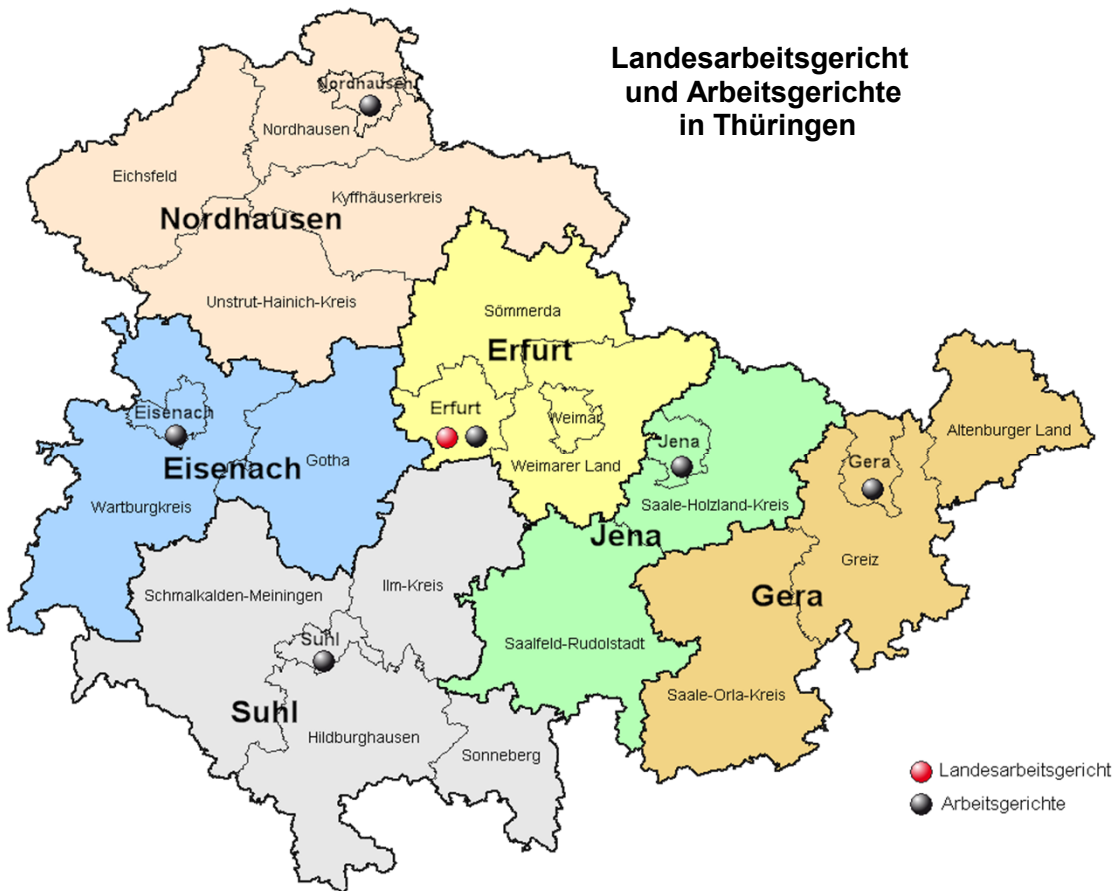 Landesarbeitsgericht
und Arbeitsgerichte
in Thüringen
Nordhausen
Nordhausen
Eichsfeld
Kyffhäuserkreis
Nordhausen
Unstrut-Hainich-Kreis
Sömmerda
Erfurt
Eisenach
Erfurt
Weimar
Jena
Altenburger Land
Eisenach
Gotha
Weimarer Land
Gera
Wartburgkreis
Saale-Holzland-Kreis
Jena
Greiz
Schmalkalden-Meiningen
Ilm-Kreis
Gera
Suhl
Saalfeld-Rudolstadt
Saale-Orla-Kreis
Suhl
Hildburghausen
Sonneberg
Landesarbeitsgericht
Arbeitsgerichte